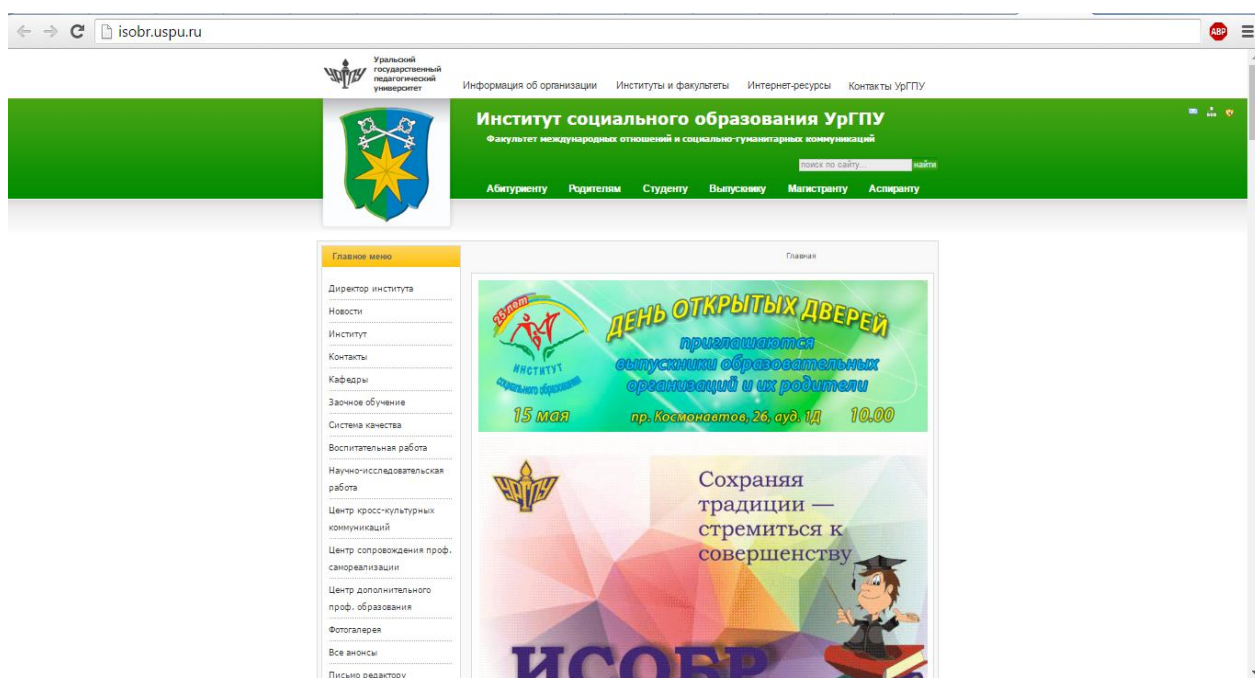 isobr.uspu.ru
ABP
УрГПУ
Уральский
государственный
педагогический
университет
Информация об организации Институты и факультеты Интернет-ресурсы Контакты УрГПУ
Институт социального образования УрГПУ
Факультет международных отношений и социально-гуманитарных коммуникаций
поиск по сайту... найти
Абитуриенту Родителям Студенту Выпускнику Магистранту Аспиранту
Главное меню
Директор института
Новости
Институт
Контакты
Кафедры
Заочное обучение
Система качества
Воспитательная работа
Научно-исследовательская
работа
Центр кросс-культурных
коммуникаций
Центр сопровождения проф.
самореализации
Центр дополнительного
проф. образования
Фотогалерея
Все анонсы
Письмо редактору
Главная
25 лет
ИНСТИТУТ
социального образования
ДЕНЬ ОТКРЫТЫХ ДВЕРЕЙ
приглашаются
выпускники образовательных
организаций и их родители
15 мая пр. Космонавтов, 26, ауд. 1Д 10.00
УРГПУ
Сохраняя
традиции —
стремиться к
совершенству
ИСОБР